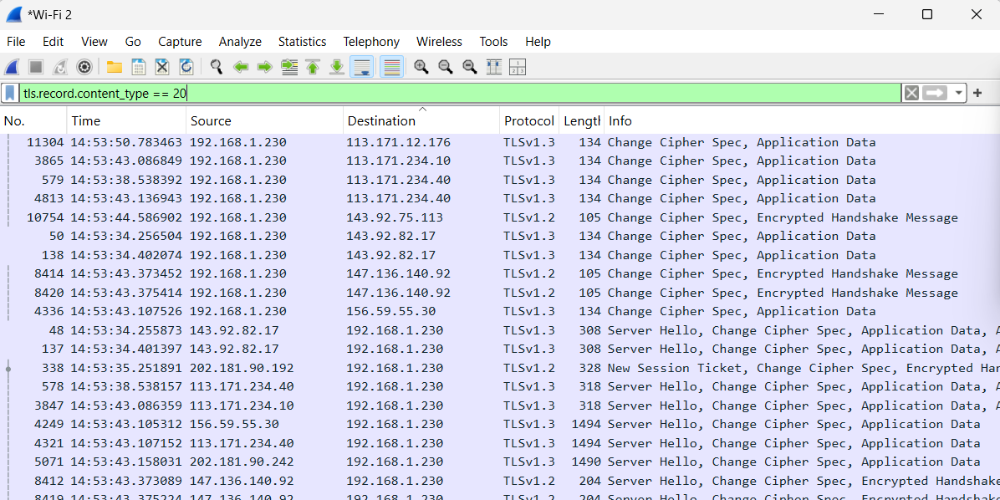 *Wi-Fi 2
File Edit View Go Capture Analyze Statistics Telephony Wireless Tools Help
tls.record.content_type == 20
No. Time Source Destination Protocol Length Info
11304 14:53:50.783463 192.168.1.230 113.171.12.176 TLSv1.3 134 Change Cipher Spec, Application Data
3865 14:53:43.086849 192.168.1.230 113.171.234.10 TLSv1.3 134 Change Cipher Spec, Application Data
579 14:53:38.538392 192.168.1.230 113.171.234.40 TLSv1.3 134 Change Cipher Spec, Application Data
4813 14:53:43.136943 192.168.1.230 113.171.234.40 TLSv1.3 134 Change Cipher Spec, Application Data
10754 14:53:44.586902 192.168.1.230 143.92.75.113 TLSv1.2 105 Change Cipher Spec, Encrypted Handshake Message
50 14:53:34.256504 192.168.1.230 143.92.82.17 TLSv1.3 134 Change Cipher Spec, Application Data
138 14:53:34.402074 192.168.1.230 143.92.82.17 TLSv1.3 134 Change Cipher Spec, Application Data
8414 14:53:43.373452 192.168.1.230 147.136.140.92 TLSv1.2 105 Change Cipher Spec, Encrypted Handshake Message
8420 14:53:43.375414 192.168.1.230 147.136.140.92 TLSv1.2 105 Change Cipher Spec, Encrypted Handshake Message
4336 14:53:43.107526 192.168.1.230 156.59.55.30 TLSv1.3 134 Change Cipher Spec, Application Data
48 14:53:34.255873 143.92.82.17 192.168.1.230 TLSv1.3 308 Server Hello, Change Cipher Spec, Application Data,
137 14:53:34.401397 143.92.82.17 192.168.1.230 TLSv1.3 308 Server Hello, Change Cipher Spec, Application Data,
338 14:53:35.251891 202.181.90.192 192.168.1.230 TLSv1.2 328 New Session Ticket, Change Cipher Spec, Encrypted Han
578 14:53:38.538157 113.171.234.40 192.168.1.230 TLSv1.3 318 Server Hello, Change Cipher Spec, Application Data,
3847 14:53:43.086359 113.171.234.10 192.168.1.230 TLSv1.3 318 Server Hello, Change Cipher Spec, Application Data,
4249 14:53:43.105312 156.59.55.30 192.168.1.230 TLSv1.3 1494 Server Hello, Change Cipher Spec, Application Data
4321 14:53:43.107152 113.171.234.40 192.168.1.230 TLSv1.3 1494 Server Hello, Change Cipher Spec, Application Data
5071 14:53:43.158031 202.181.90.242 192.168.1.230 TLSv1.3 1490 Server Hello, Change Cipher Spec, Application Data
8412 14:53:43.373089 147.136.140.92 192.168.1.230 TLSv1.2 204 Server Hello, Change Cipher Spec, Encrypted Handshake
8419 14:53:43.375224 147.136.140.92 192.168.1.230 TLSv1.2 204 Server Hello, Change Cipher Spec, Encrypted Handshake